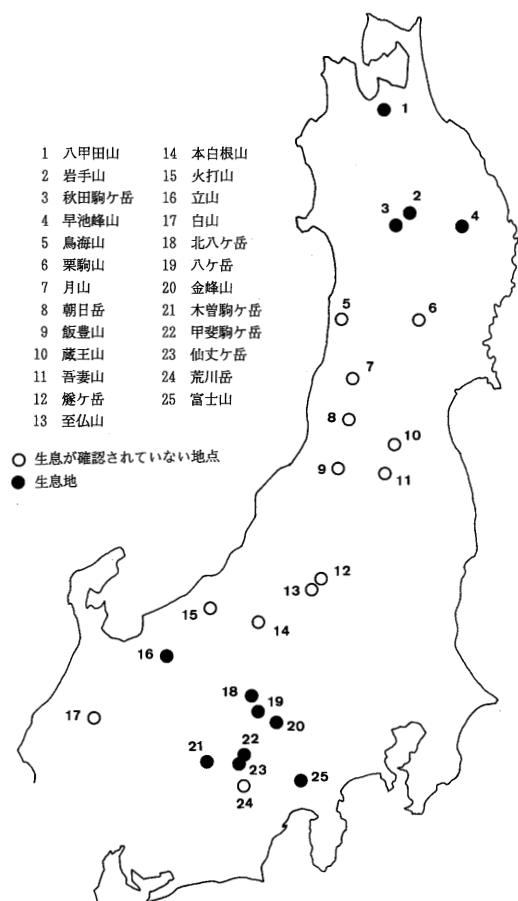 1 八甲田山
2 岩手山
3 秋田駒ケ岳
4 早池峰山
5 鳥海山
6 栗駒山
7 月山
8 朝日岳
9 飯豊山
10 蔵王山
11 吾妻山
12 燧ケ岳
13 至仏山
14 本白根山
15 火打山
16 立山
17 白山
18 北八ケ岳
19 八ケ岳
20 金峰山
21 木曽駒ケ岳
22 甲斐駒ケ岳
23 仙丈ケ岳
24 荒川岳
25 富士山
○ 生息が確認されていない地点
● 生息地
1
2
3
4
5
6
7
8
10
9
11
12
13
15
14
16
18
19
17
20
22
21
23
25
24